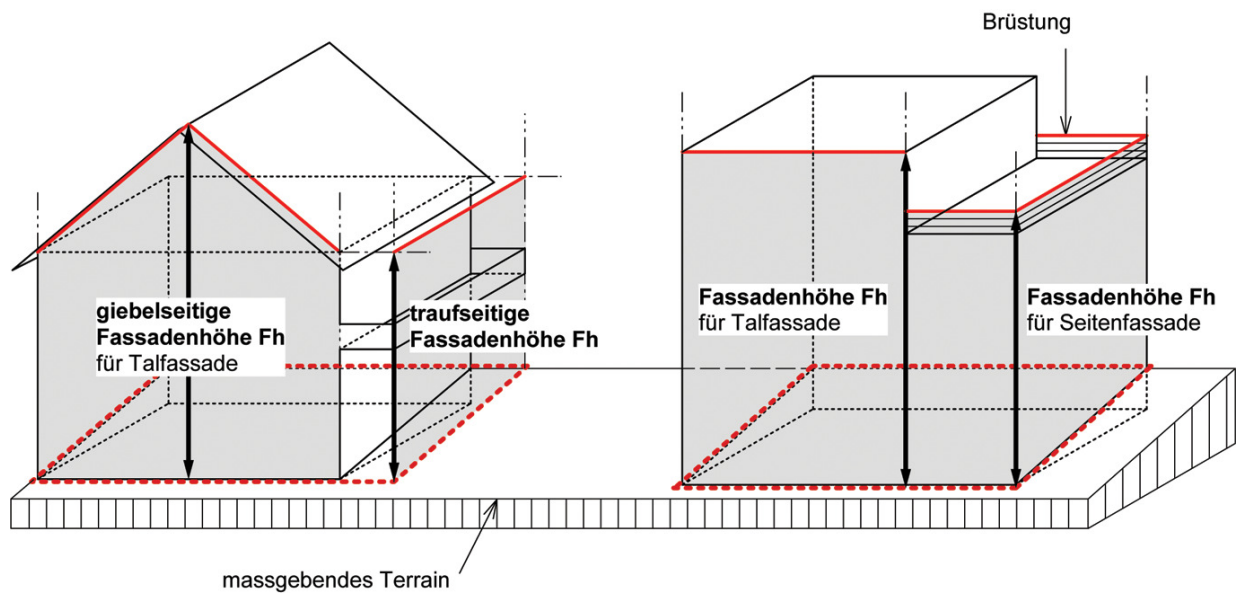 Brüstung
giebelseitige
Fassadenhöhe Fh
für Talfassade
traufseitige
Fassadenhöhe Fh
Fassadenhöhe Fh
für Talfassade
Fassadenhöhe Fh
für Seitenfassade
massgebendes Terrain